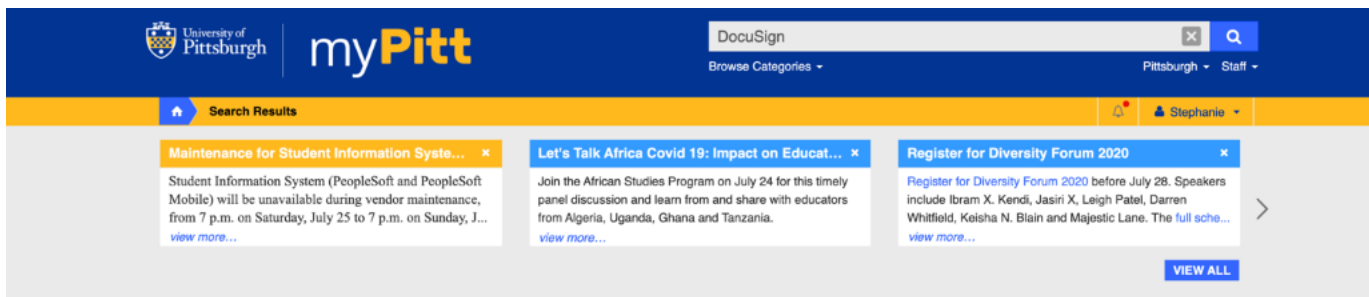 University of
Pittsburgh
myPitt
DocuSign
Browse Categories
Pittsburgh
Staff
Search Results
Stephanie
Maintenance for Student Information Syste...
Student Information System (PeopleSoft and PeopleSoft
Mobile) will be unavailable during vendor maintenance,
from 7 p.m. on Saturday, July 25 to 7 p.m. on Sunday, J...
view more...
Let's Talk Africa Covid 19: Impact on Educat...
Join the African Studies Program on July 24 for this timely
panel discussion and learn from and share with educators
from Algeria, Uganda, Ghana and Tanzania.
view more...
Register for Diversity Forum 2020
Register for Diversity Forum 2020 before July 28. Speakers
include Ibram X. Kendi, Jasiri X, Leigh Patel, Darren
Whitfield, Keisha N. Blain and Majestic Lane. The full sche...
view more...
VIEW ALL